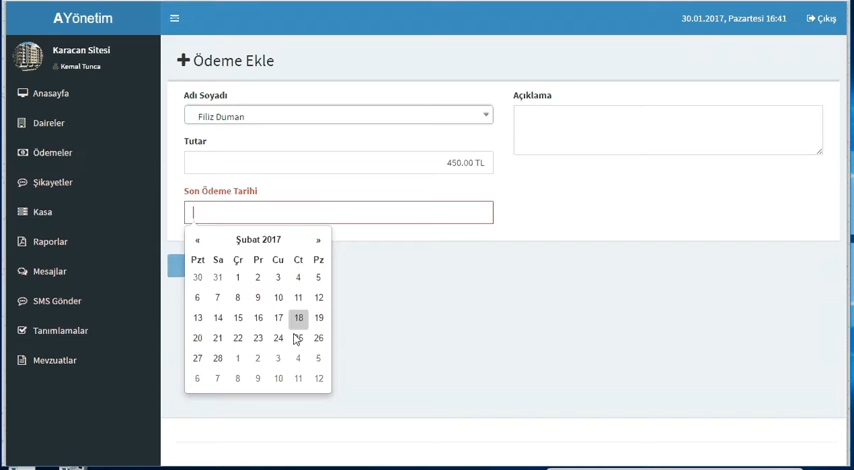 AYönetim
30.01.2017, Pazartesi 16:41
Çıkış
Karacan Sitesi
Kemal Tunca
Anasayfa
Daireler
Ödemeler
Şikayetler
Kasa
Raporlar
Mesajlar
SMS Gönder
Tanımlamalar
Mevzuatlar
Ödeme Ekle
Adı Soyadı
Filiz Duman
Tutar
450.00 TL
Son Ödeme Tarihi
Açıklama
« Şubat 2017 »
Pzt Sa Çr Pr Cu Ct Pz
30 31 1 2 3 4 5
6 7 8 9 10 11 12
13 14 15 16 17 18 19
20 21 22 23 24 25 26
27 28 1 2 3 4 5
6 7 8 9 10 11 12